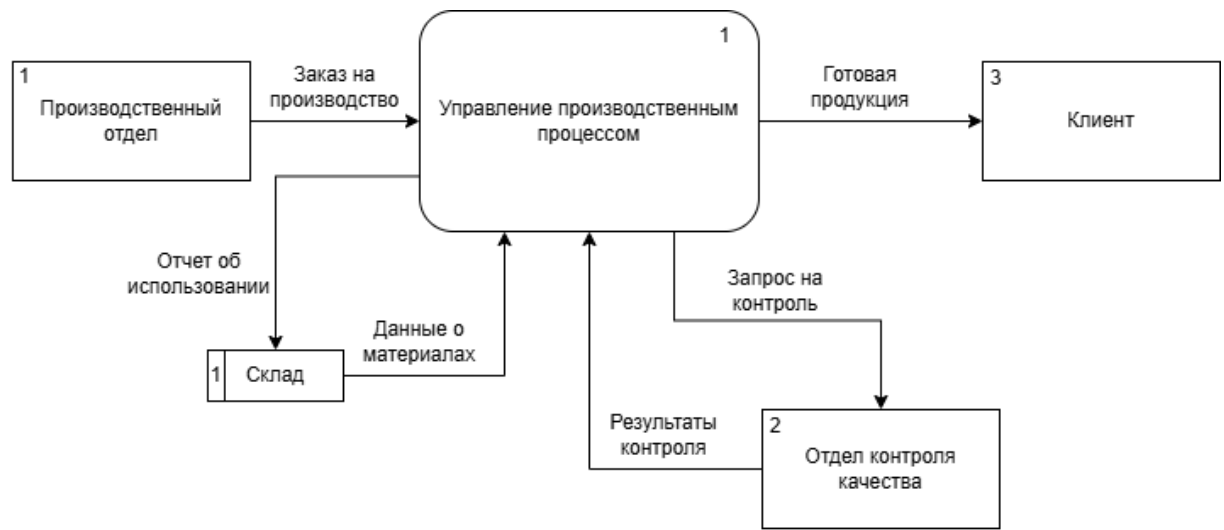 1
Производственный
отдел
Заказ на
производство
1
Управление производственным
процессом
Готовая
продукция
3
Клиент
Отчет об
использовании
1
Склад
Данные о
материалах
Запрос на
контроль
Результаты
контроля
2
Отдел контроля
качества